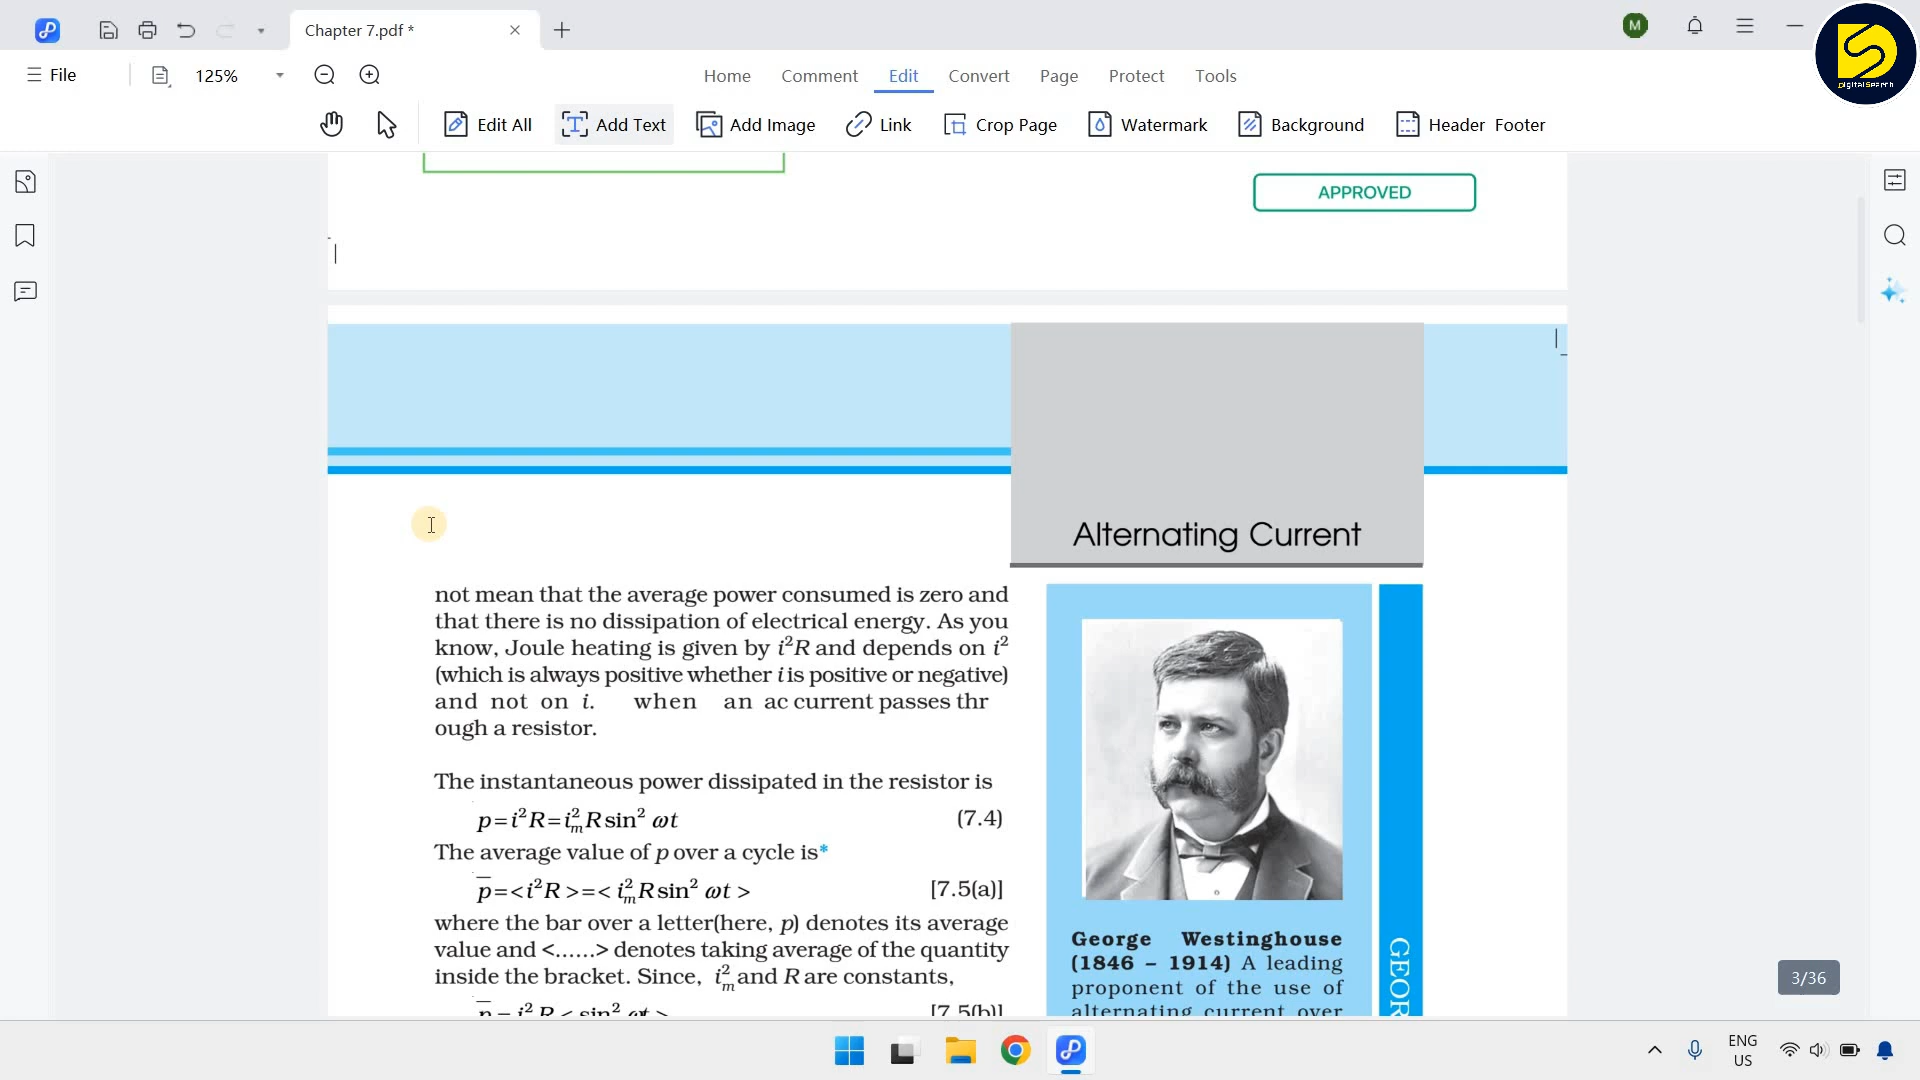 Chapter 7.pdf *
M
DigitalSearch
File
125%
Home Comment Edit Convert Page Protect Tools
Edit All Add Text Add Image Link Crop Page Watermark Background Header Footer
APPROVED
Alternating Current
not mean that the average power consumed is zero and
that there is no dissipation of electrical energy. As you
know, Joule heating is given by i²R and depends on i²
(which is always positive whether i is positive or negative)
and not on i. when an ac current passes thr
ough a resistor.
The instantaneous power dissipated in the resistor is
p=i²R=i²ₘR sin² ωt (7.4)
The average value of p over a cycle is*
p̅=<i²R>=<i²ₘR sin² ωt> [7.5(a)]
where the bar over a letter(here, p) denotes its average
value and <......> denotes taking average of the quantity
inside the bracket. Since, i²ₘ and R are constants,
[7.5(b)]
George Westinghouse
(1846 – 1914) A leading
proponent of the use of
alternating current over
GEOR
3/36
ENG
US